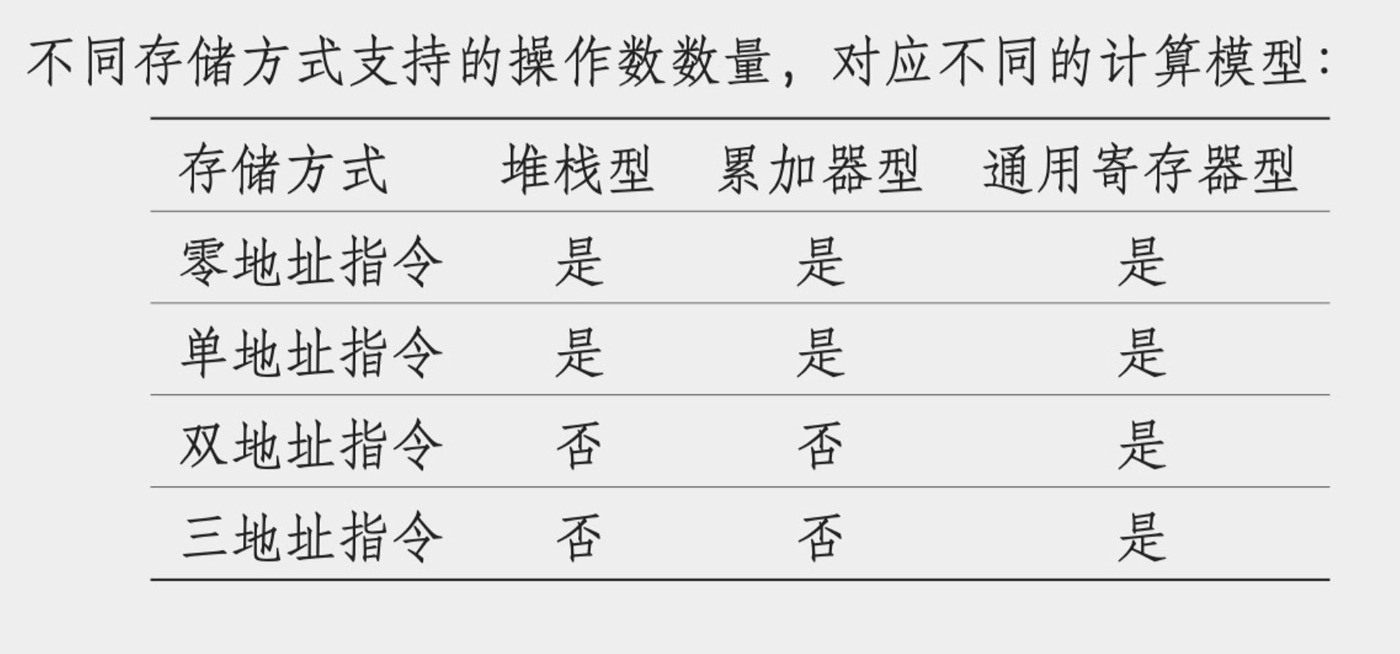 不同存储方式支持的操作数数量，对应不同的计算模型：
存储方式 堆栈型 累加器型 通用寄存器型
零地址指令 是 是 是
单地址指令 是 是 是
双地址指令 否 否 是
三地址指令 否 否 是